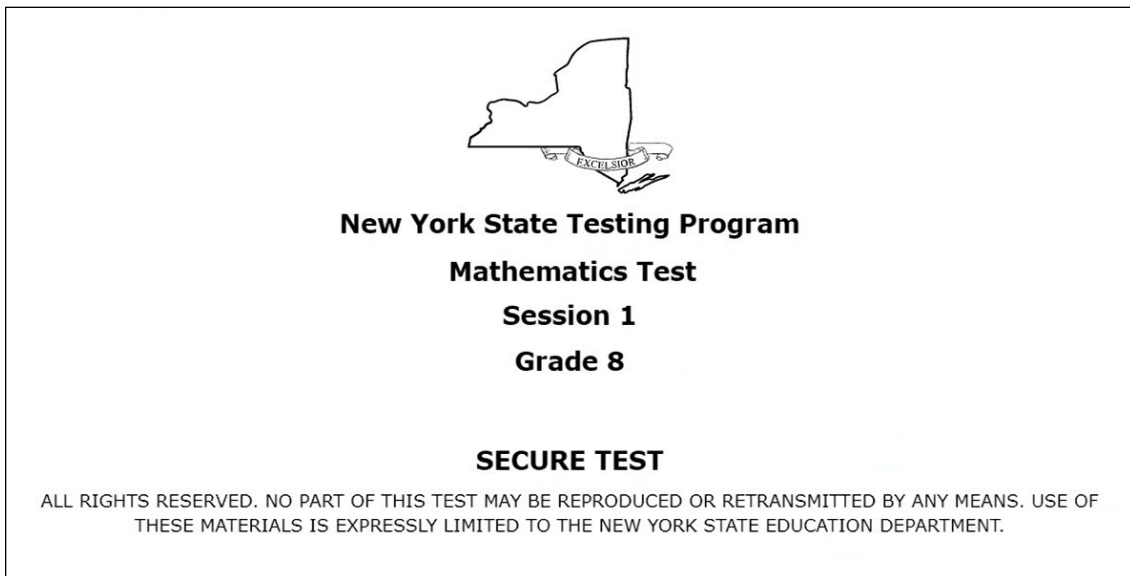 EXCELSIOR
New York State Testing Program
Mathematics Test
Session 1
Grade 8
SECURE TEST
ALL RIGHTS RESERVED. NO PART OF THIS TEST MAY BE REPRODUCED OR RETRANSMITTED BY ANY MEANS. USE OF
THESE MATERIALS IS EXPRESSLY LIMITED TO THE NEW YORK STATE EDUCATION DEPARTMENT.